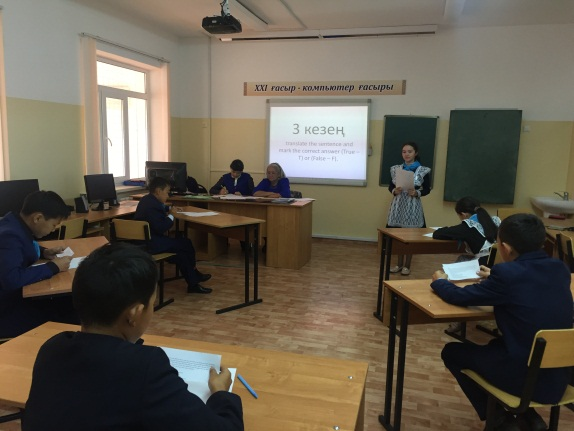 XXI ғасыр - компьютер ғасыры
3 кезең
Translate the sentence and
mark the correct answer (True –
T) or (False – F).